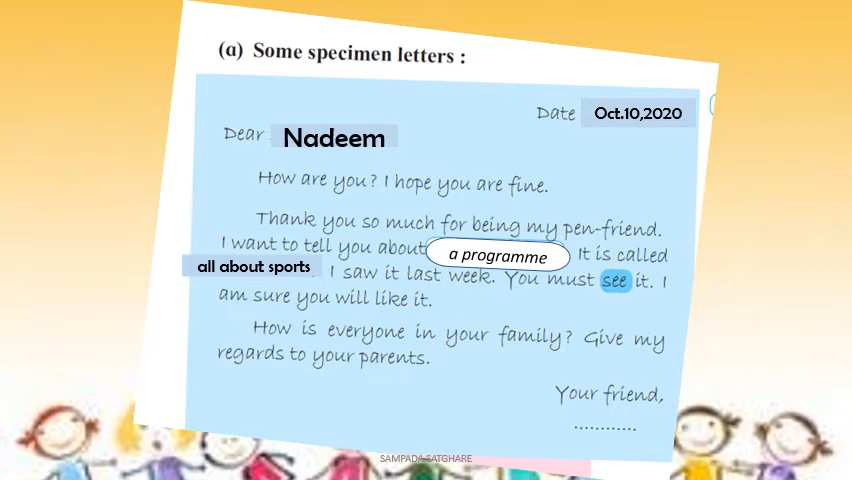 (a) Some specimen letters :
Date Oct.10,2020
Dear Nadeem
How are you? I hope you are fine.
Thank you so much for being my pen-friend.
I want to tell you about a programme It is called
all about sports I saw it last week. You must see it. I
am sure you will like it.
How is everyone in your family? Give my
regards to your parents.
Your friend,
............
SAMPADA SATGHARE